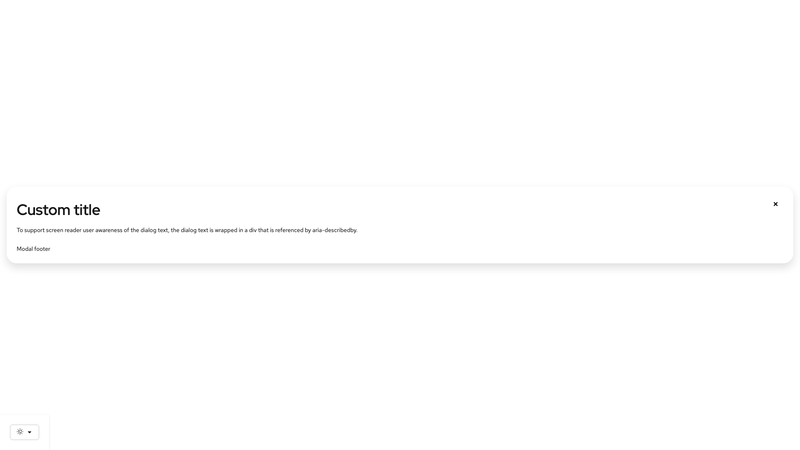 Custom title
To support screen reader user awareness of the dialog text, the dialog text is wrapped in a div that is referenced by aria-describedby.
Modal footer